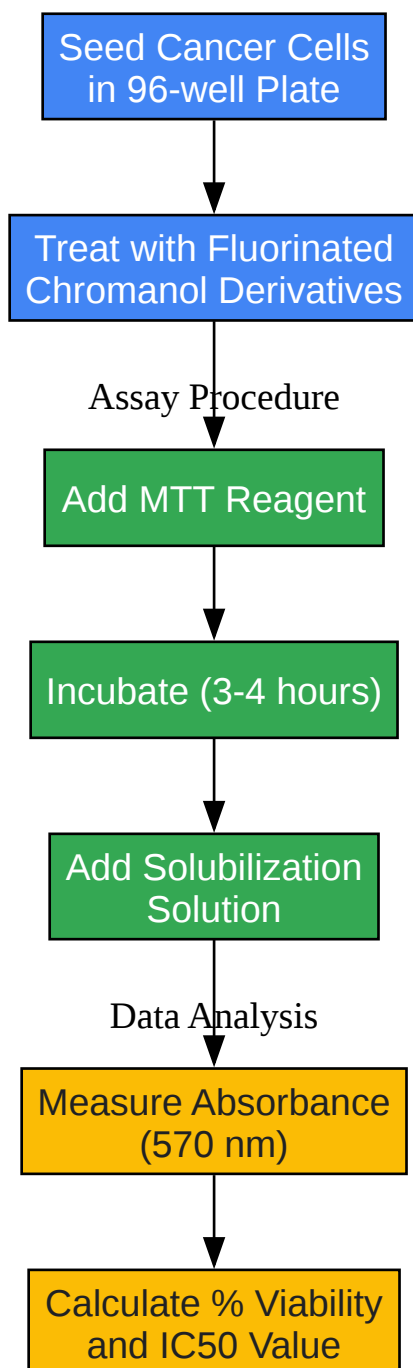 Seed Cancer Cells
in 96-well Plate
Treat with Fluorinated
Chromanol Derivatives
Assay Procedure
Add MTT Reagent
Incubate (3-4 hours)
Add Solubilization
Solution
Data Analysis
Measure Absorbance
(570 nm)
Calculate % Viability
and IC50 Value